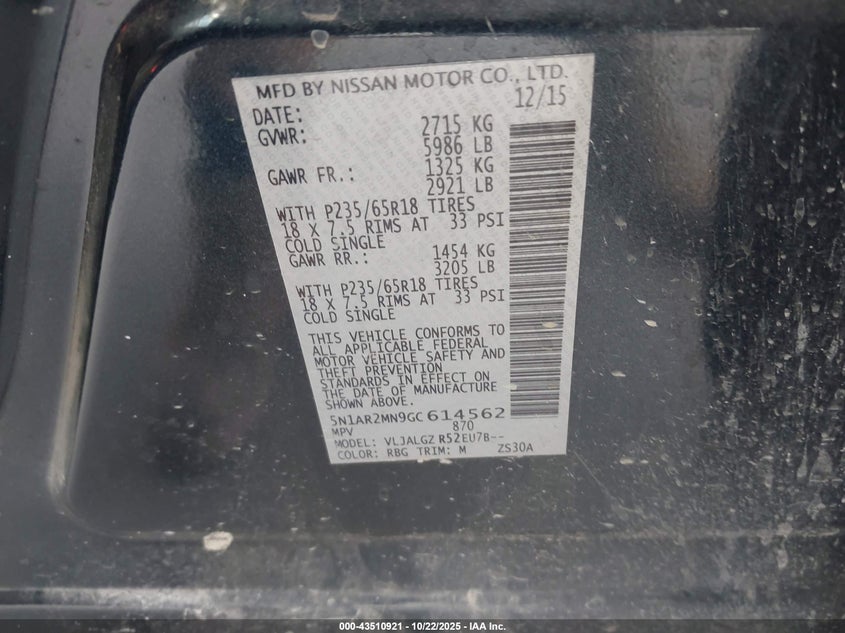 MFD BY NISSAN MOTOR CO., LTD.
DATE: 12/15
GVWR: 2715 KG
5986 LB
GAWR FR.: 1325 KG
2921 LB
WITH P235/65R18 TIRES
18 X 7.5 RIMS AT 33 PSI
COLD SINGLE
GAWR RR.: 1454 KG
3205 LB
WITH P235/65R18 TIRES
18 X 7.5 RIMS AT 33 PSI
COLD SINGLE
THIS VEHICLE CONFORMS TO
ALL APPLICABLE FEDERAL
MOTOR VEHICLE SAFETY AND
THEFT PREVENTION
STANDARDS IN EFFECT ON
THE DATE OF MANUFACTURE
SHOWN ABOVE.
5N1AR2MN9GC614562
MPV 870
MODEL: VLJALGZ R52EU7B--
COLOR: RBG TRIM: M ZS30A
000-43510921 | 10/22/2025 - IAA, Inc.